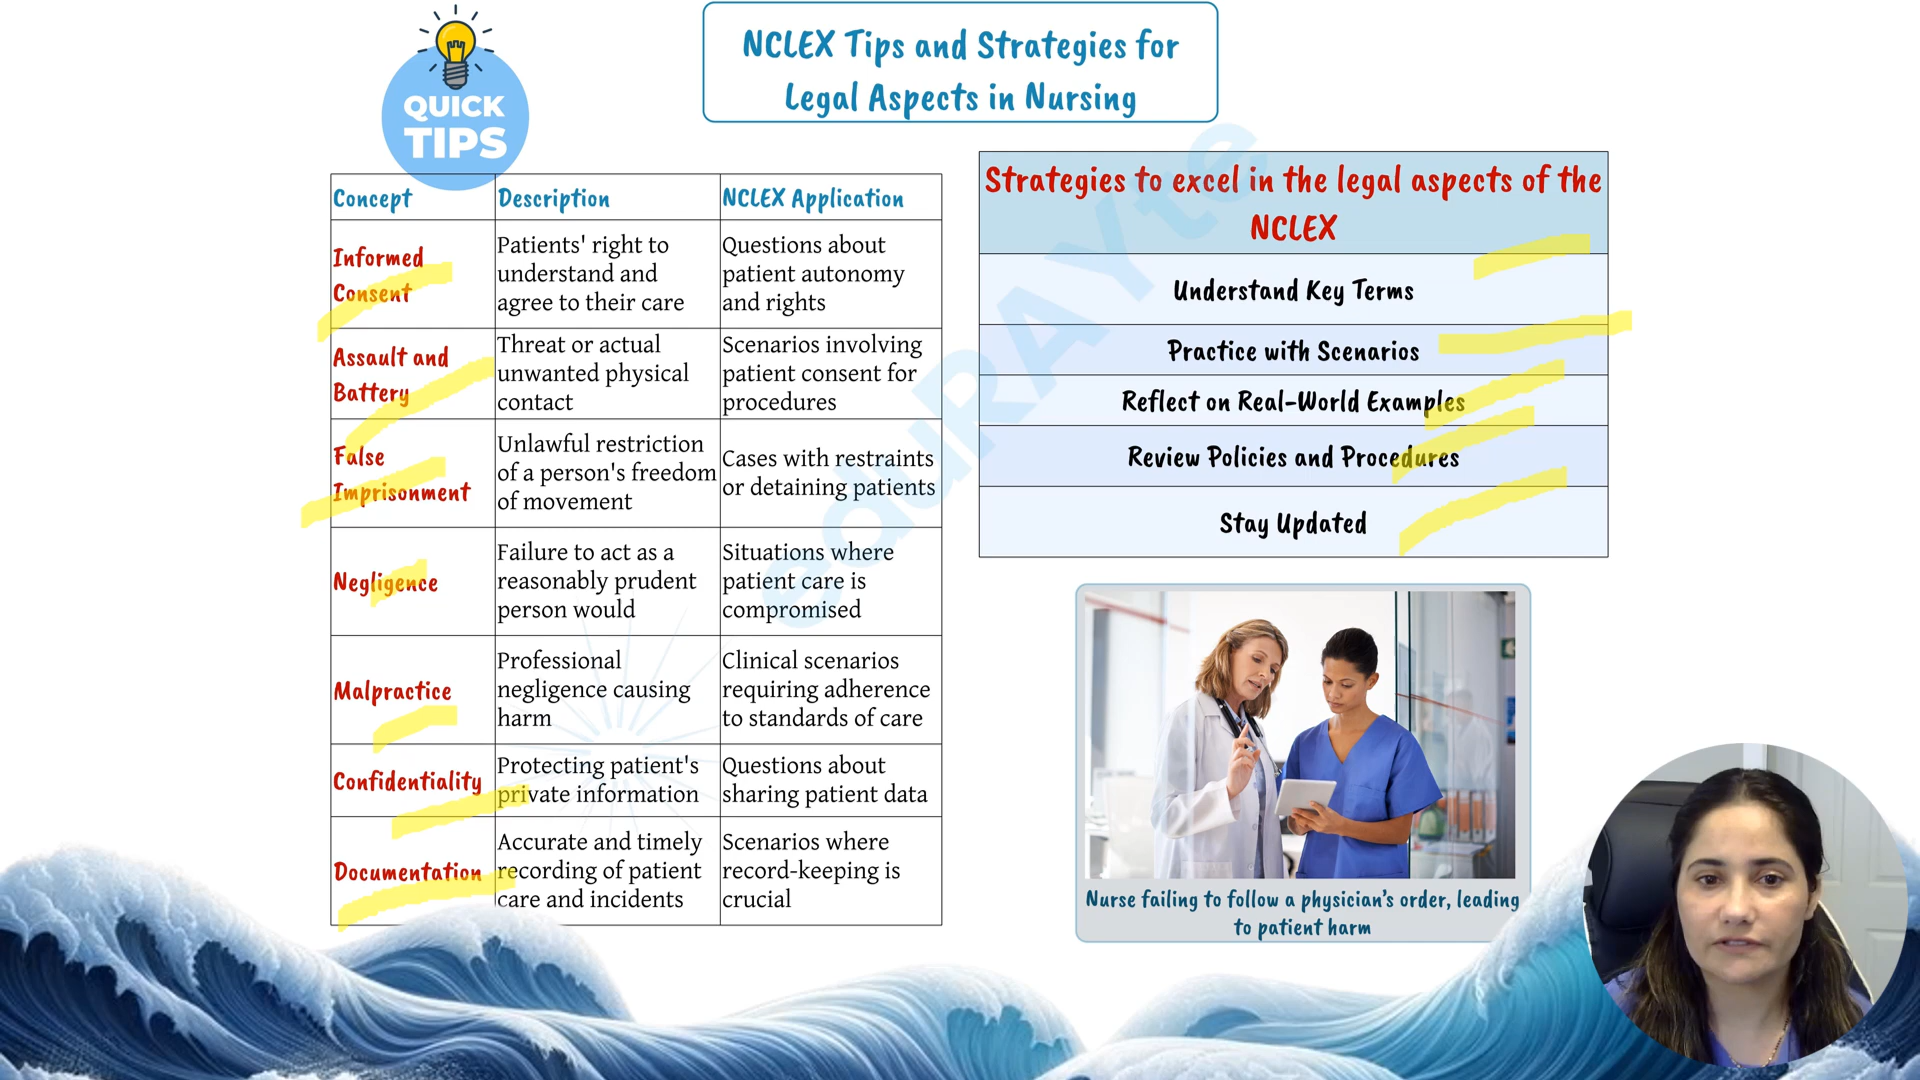 QUICK
TIPS
NCLEX Tips and Strategies for
Legal Aspects in Nursing
Concept
Description
NCLEX Application
Informed
Consent
Patients' right to
understand and
agree to their care
Questions about
patient autonomy
and rights
Assault and
Battery
Threat or actual
unwanted physical
contact
Scenarios involving
patient consent for
procedures
False
Imprisonment
Unlawful restriction
of a person's freedom
of movement
Cases with restraints
or detaining patients
Negligence
Failure to act as a
reasonably prudent
person would
Situations where
patient care is
compromised
Malpractice
Professional
negligence causing
harm
Clinical scenarios
requiring adherence
to standards of care
Confidentiality
Protecting patient's
private information
Questions about
sharing patient data
Documentation
Accurate and timely
recording of patient
care and incidents
Scenarios where
record-keeping is
crucial
Strategies to excel in the legal aspects of the
NCLEX
Understand Key Terms
Practice with Scenarios
Reflect on Real-World Examples
Review Policies and Procedures
Stay Updated
Nurse failing to follow a physician's order, leading
to patient harm
eduRAYte